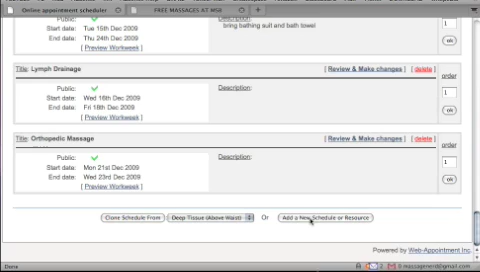 Online appointment scheduler
FREE MASSAGES AT MSU
Public:
Description:
bring bathing suit and bath towel
Start date: Tue 15th Dec 2009
End date: Thu 24th Dec 2009
[ Preview Workweek ]
1
ok
Title: Lymph Drainage [ Review & Make changes ] [ delete ]
order
Public:
Description:
Start date: Wed 16th Dec 2009
End date: Fri 18th Dec 2009
[ Preview Workweek ]
1
ok
Title: Orthopedic Massage [ Review & Make changes ] [ delete ]
order
Public:
Description:
Start date: Mon 21st Dec 2009
End date: Wed 23rd Dec 2009
[ Preview Workweek ]
1
ok
Clone Schedule From: Deep Tissue (Above Waist) Or Add a New Schedule or Resource
Powered by Web-Appointment Inc.
Done